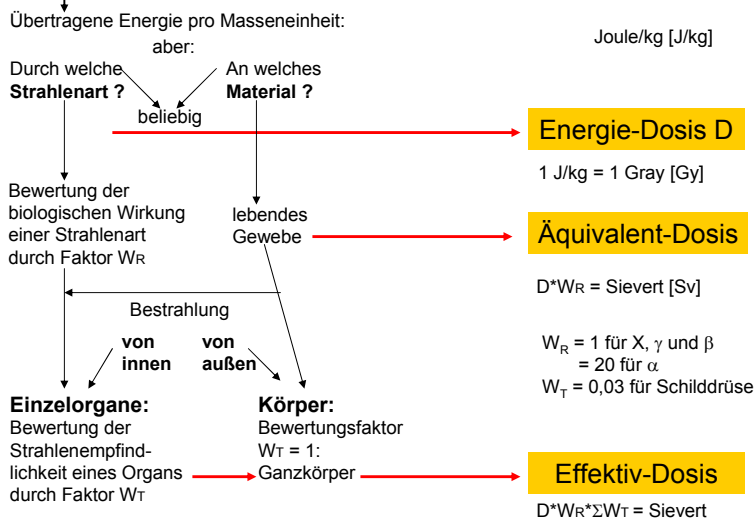 Übertragene Energie pro Masseneinheit:
aber:
Joule/kg [J/kg]
Durch welche
Strahlenart ?
An welches
Material ?
beliebig
Energie-Dosis D
1 J/kg = 1 Gray [Gy]
Bewertung der
biologischen Wirkung
einer Strahlenart
durch Faktor WR
lebendes
Gewebe
Äquivalent-Dosis
D*WR = Sievert [Sv]
Bestrahlung
von
innen
von
außen
WR = 1 für X, γ und β
= 20 für α
WT = 0,03 für Schilddrüse
Einzelorgane:
Bewertung der
Strahlenempfind-
lichkeit eines Organs
durch Faktor WT
Körper:
Bewertungsfaktor
WT = 1:
Ganzkörper
Effektiv-Dosis
D*WR*ΣWT = Sievert